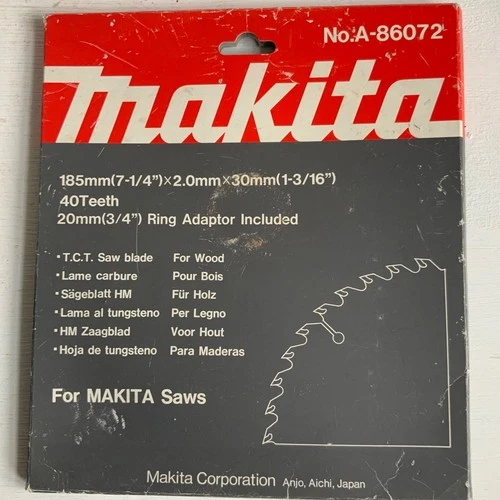 No.A-86072
makita
185mm(7-1/4")×2.0mm×30mm(1-3/16")
40Teeth
20mm(3/4") Ring Adaptor Included
• T.C.T. Saw blade For Wood
• Lame carbure Pour Bois
• Sägeblatt HM Für Holz
• Lama al tungsteno Per Legno
• HM Zaagblad Voor Hout
• Hoja de tungsteno Para Maderas
For MAKITA Saws
Makita Corporation Anjo, Aichi, Japan